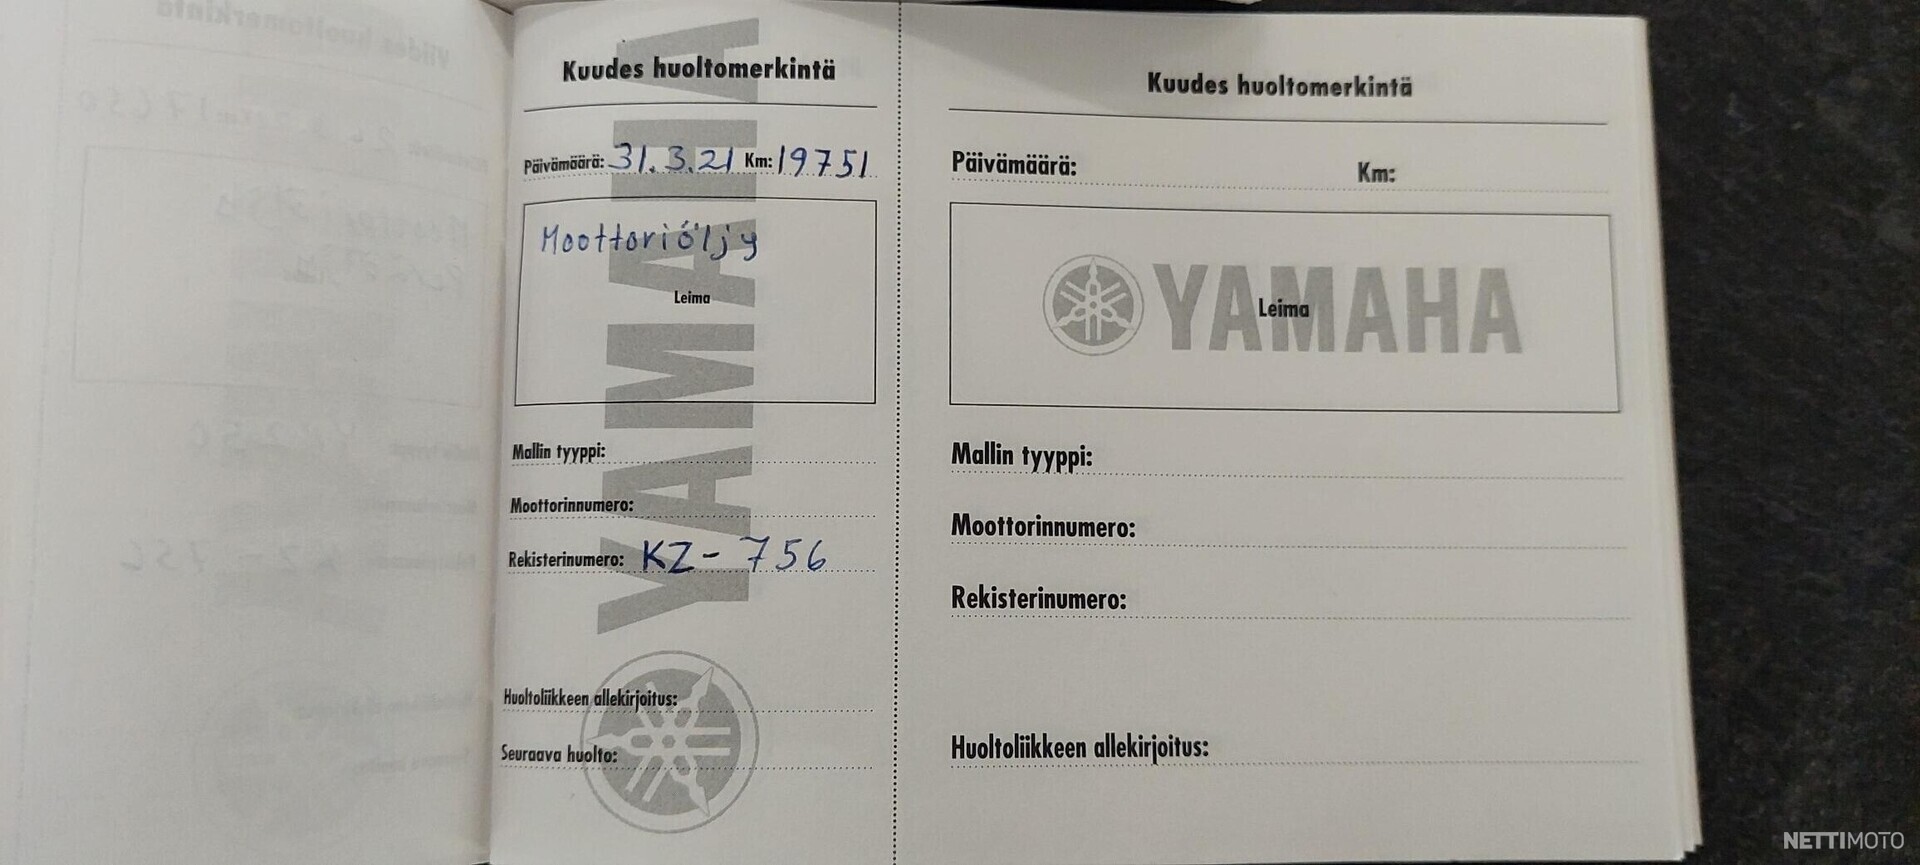 Kuudes huoltomerkintä
Päivämäärä: 31.3.21 Km: 19751
Moottoriöljy
Leima
Mallin tyyppi:
Moottorinnumero:
Rekisterinumero: KZ-756
Huoltoliikkeen allekirjoitus:
Seuraava huolto:
YAMAHA
Kuudes huoltomerkintä
Päivämäärä: Km:
YAMAHA
Leima
Mallin tyyppi:
Moottorinnumero:
Rekisterinumero:
Huoltoliikkeen allekirjoitus:
NETTIMOTO